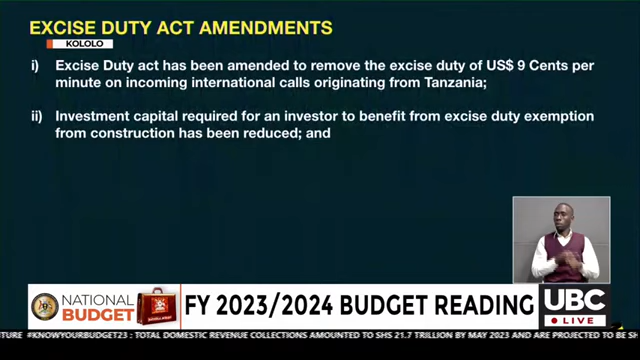 EXCISE DUTY ACT AMENDMENTS
KOLOLO
i) Excise Duty act has been amended to remove the excise duty of US$ 9 Cents per
minute on incoming international calls originating from Tanzania;
ii) Investment capital required for an investor to benefit from excise duty exemption
from construction has been reduced; and
NATIONAL
BUDGET
FY 2023/2024 BUDGET READING
UBC
LIVE
TURE #KNOWYOURBUDGET23 : TOTAL DOMESTIC REVENUE COLLECTIONS AMOUNTED TO SHS 21.7 TRILLION BY MAY 2023 AND ARE PROJECTED TO BE SH